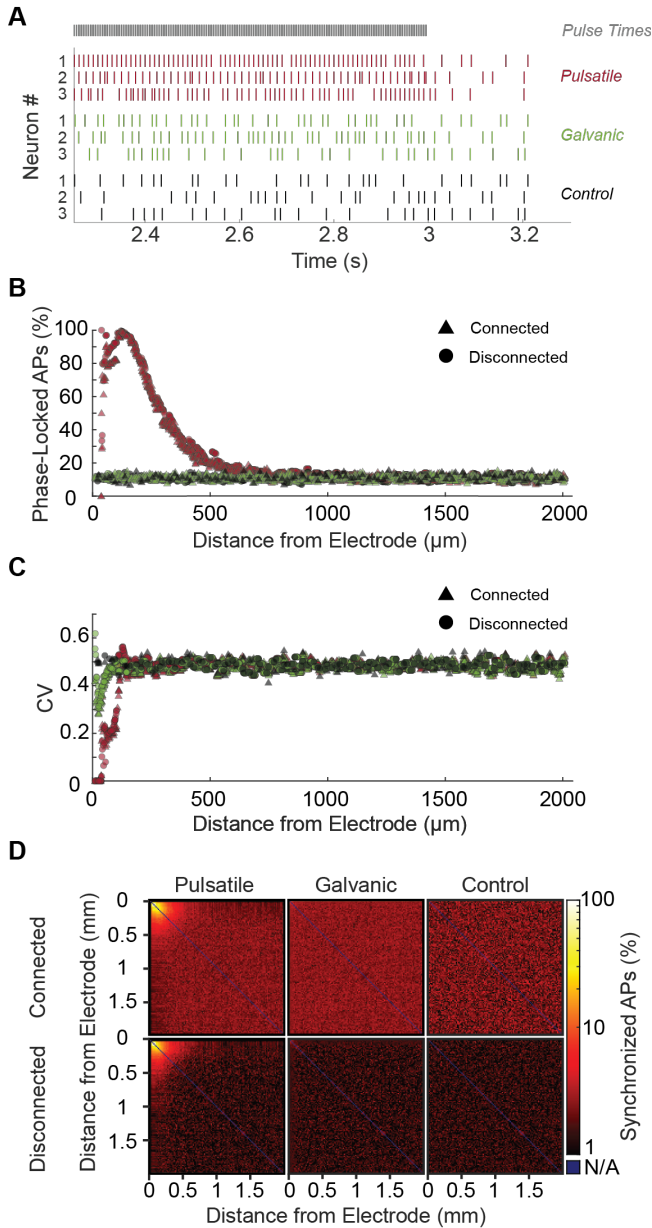 A
Pulse Times
1
2
3
Pulsatile
1
2
3
Galvanic
1
2
3
Control
Neuron #
2.4 2.6 2.8 3 3.2
Time (s)
B
100
80
60
40
20
0
Phase-Locked APs (%)
Connected
Disconnected
0 500 1000 1500 2000
Distance from Electrode (µm)
C
0.6
0.4
0.2
0
CV
Connected
Disconnected
0 500 1000 1500 2000
Distance from Electrode (µm)
D
Pulsatile Galvanic Control
Connected
Disconnected
Distance from Electrode (mm)
0
0.5
1
1.5
0
0.5
1
1.5
0 0.5 1 1.5 0 0.5 1 1.5 0 0.5 1 1.5
Distance from Electrode (mm)
100
10
1
N/A
Synchronized APs (%)